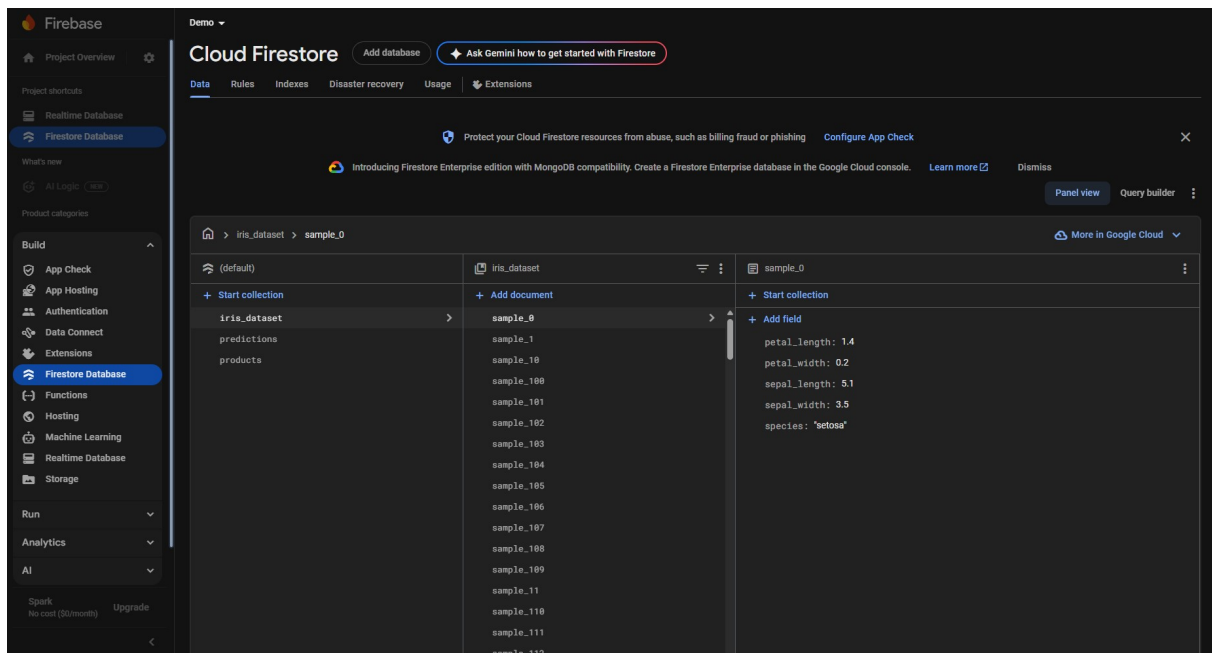 Firebase
Project Overview
Project shortcuts
Realtime Database
Firestore Database
What's new
AI Logic NEW
Product categories
Build
App Check
App Hosting
Authentication
Data Connect
Extensions
Firestore Database
Functions
Hosting
Machine Learning
Realtime Database
Storage
Run
Analytics
AI
Spark
No cost ($0/month)
Upgrade
Demo
Cloud Firestore Add database Ask Gemini how to get started with Firestore
Data Rules Indexes Disaster recovery Usage Extensions
Protect your Cloud Firestore resources from abuse, such as billing fraud or phishing Configure App Check
Introducing Firestore Enterprise edition with MongoDB compatibility. Create a Firestore Enterprise database in the Google Cloud console. Learn more Dismiss
Panel view Query builder
> iris_dataset > sample_0
More in Google Cloud
(default)
+ Start collection
iris_dataset
predictions
products
iris_dataset
+ Add document
sample_0
sample_1
sample_10
sample_100
sample_101
sample_102
sample_103
sample_104
sample_105
sample_106
sample_107
sample_108
sample_109
sample_11
sample_110
sample_111
sample_112
sample_0
+ Start collection
+ Add field
petal_length: 1.4
petal_width: 0.2
sepal_length: 5.1
sepal_width: 3.5
species: "setosa"